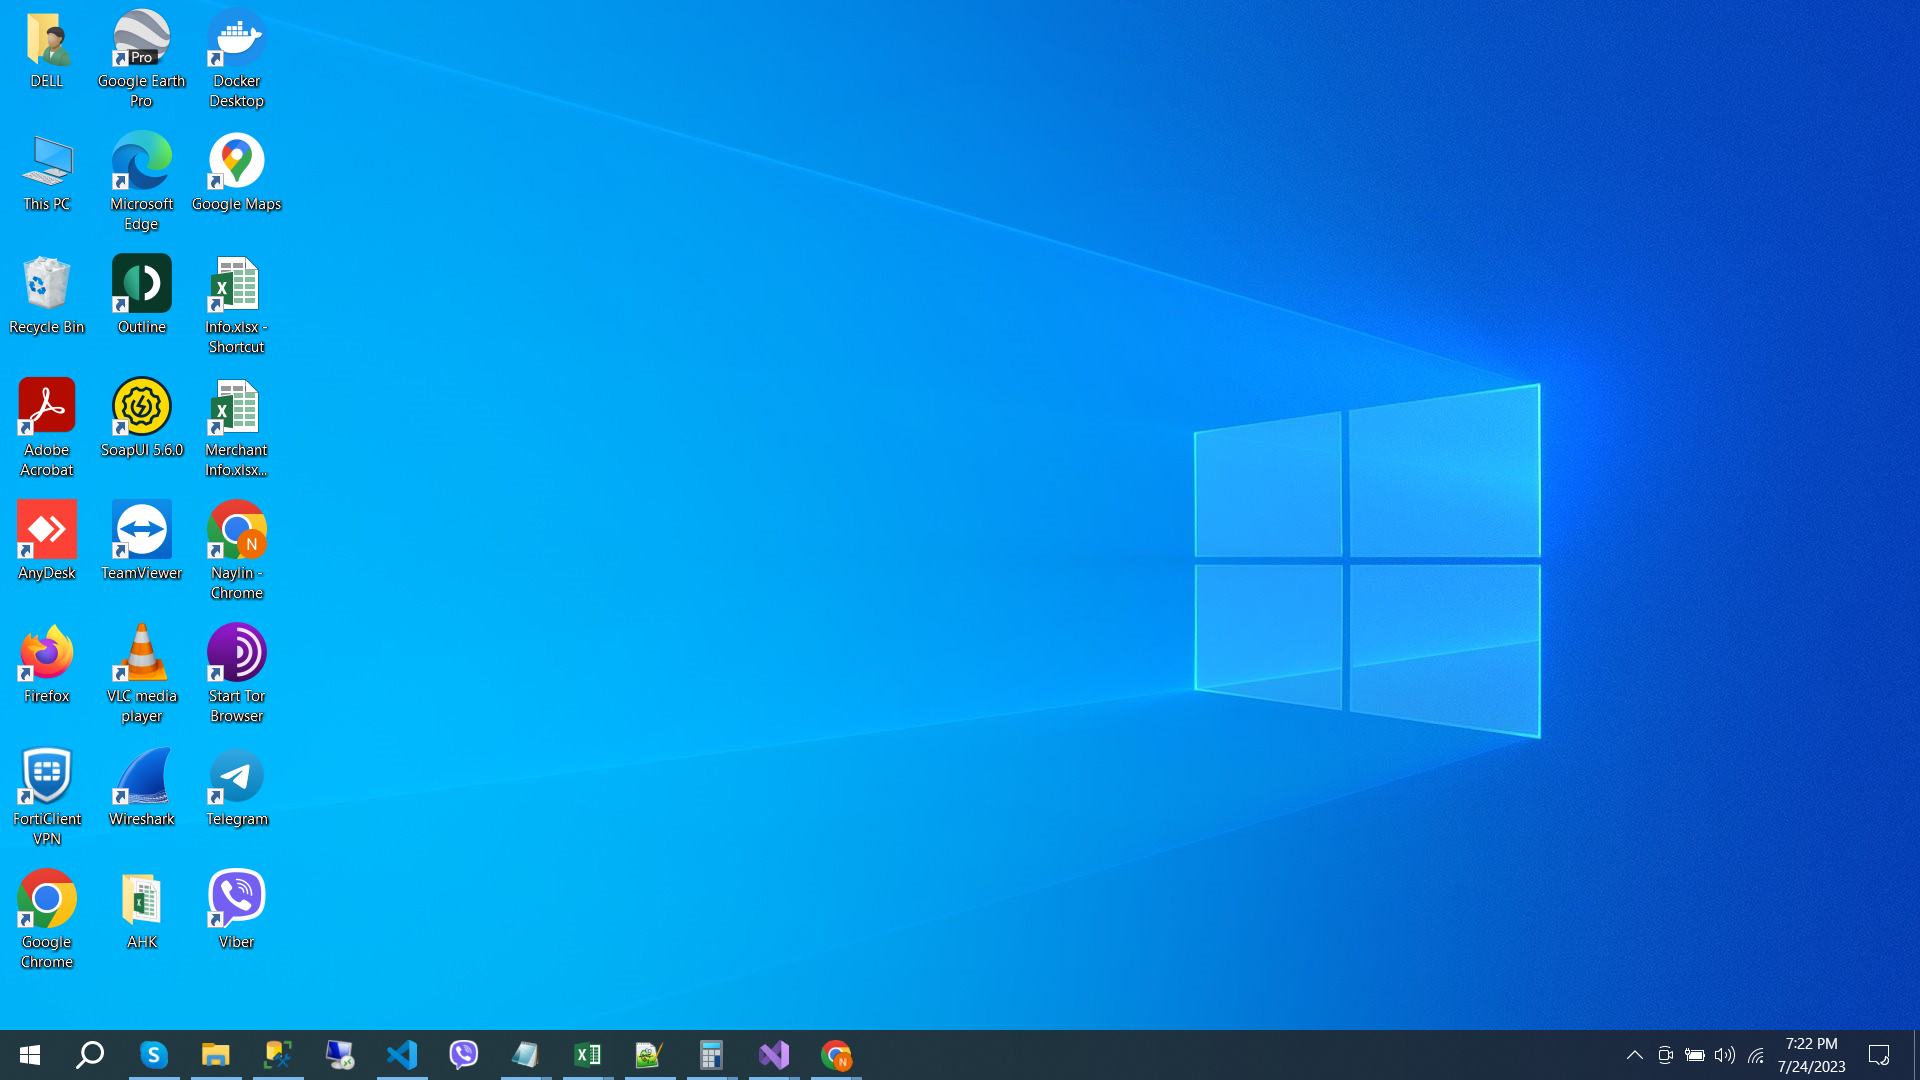 DELL
Pro
Google Earth
Pro
Docker
Desktop
This PC
Microsoft
Edge
Google Maps
Recycle Bin
Outline
X
Info.xlsx -
Shortcut
Adobe
Acrobat
SoapUI 5.6.0
X
Merchant
Info.xlsx...
AnyDesk
TeamViewer
N
Naylin -
Chrome
Firefox
VLC media
player
Start Tor
Browser
FortiClient
VPN
Wireshark
Telegram
Google
Chrome
X
AHK
Viber
S
X
N
7:22 PM
7/24/2023